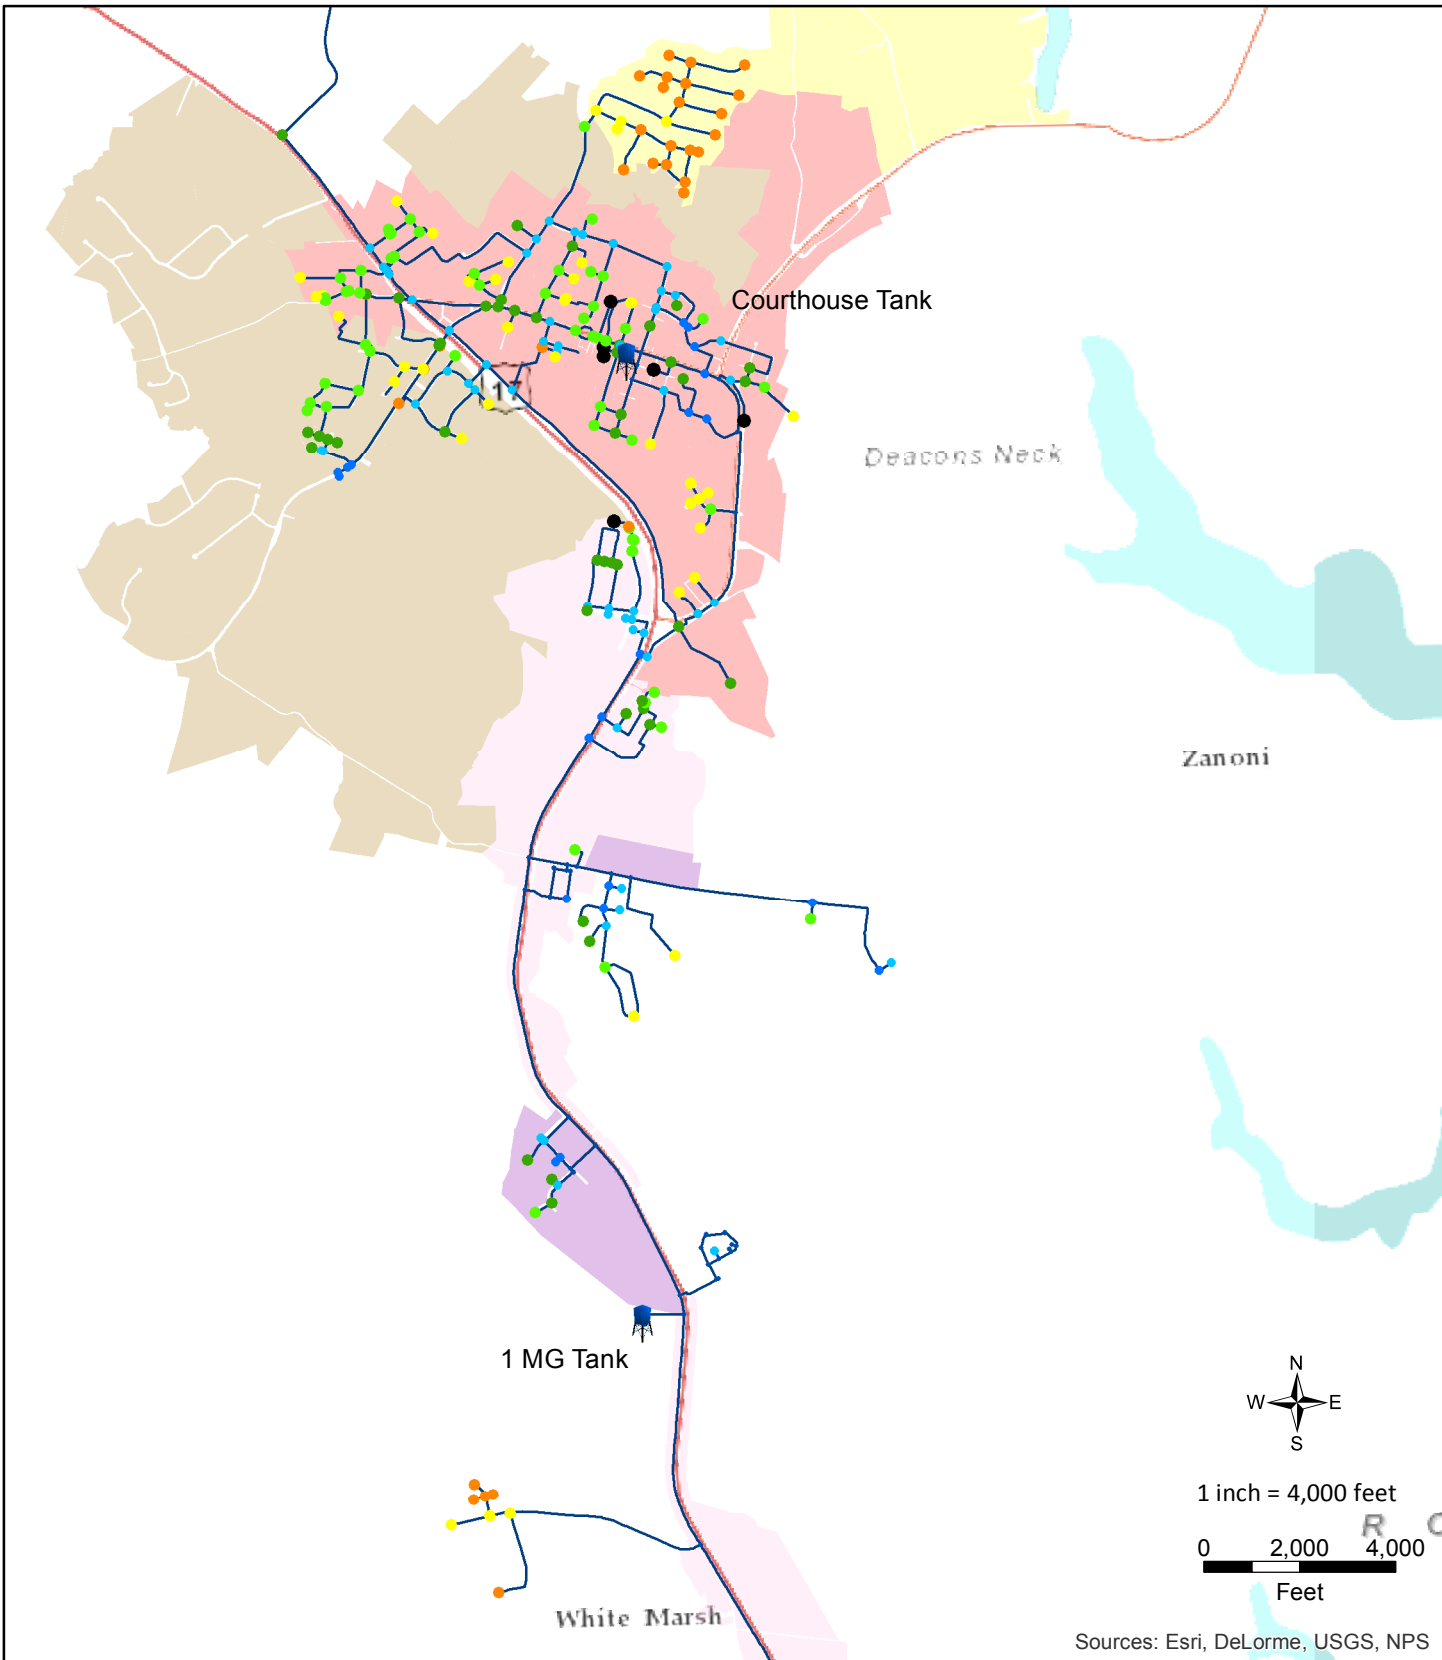 Courthouse Tank
17
Deacons Neck
Zanoni
1 MG Tank
N
W E
S
1 inch = 4,000 feet
R
0 2,000 4,000
Feet
White Marsh
Sources: Esri, DeLorme, USGS, NPS